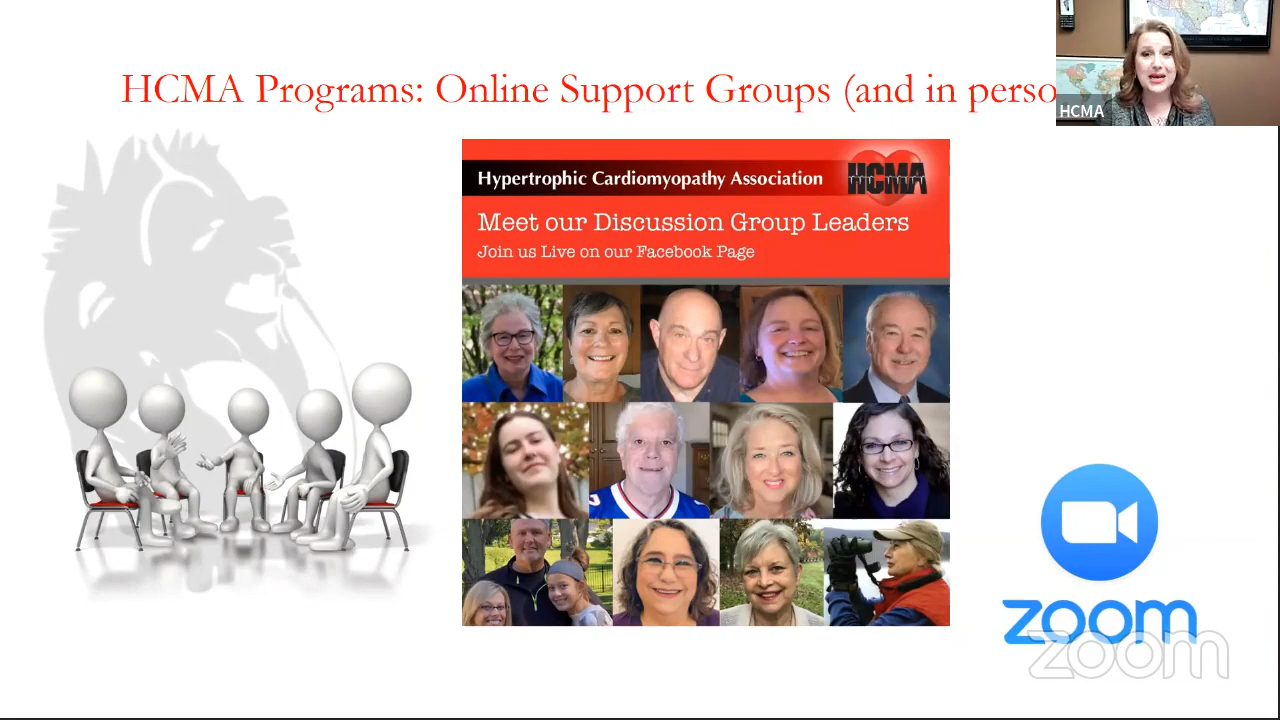 HCMA Programs: Online Support Groups (and in perso
HCMA
Hypertrophic Cardiomyopathy Association
HCMA
Meet our Discussion Group Leaders
Join us Live on our Facebook Page
zoom
zoom